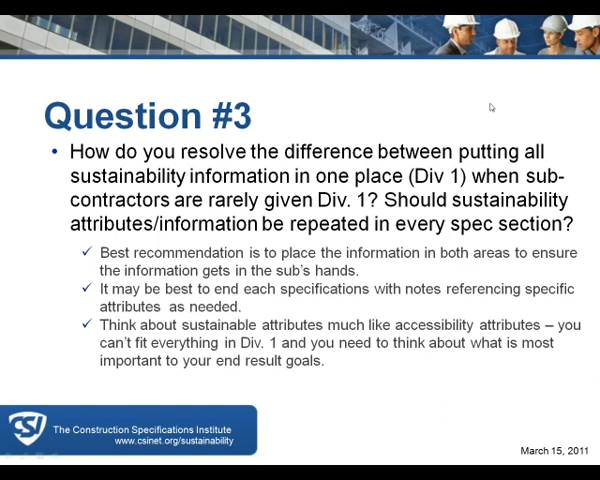 Question #3
• How do you resolve the difference between putting all
sustainability information in one place (Div 1) when sub-
contractors are rarely given Div. 1? Should sustainability
attributes/information be repeated in every spec section?
✓ Best recommendation is to place the information in both areas to ensure
the information gets in the sub's hands.
✓ It may be best to end each specifications with notes referencing specific
attributes as needed.
✓ Think about sustainable attributes much like accessibility attributes – you
can't fit everything in Div. 1 and you need to think about what is most
important to your end result goals.
CSI
The Construction Specifications Institute
www.csinet.org/sustainability
March 15, 2011